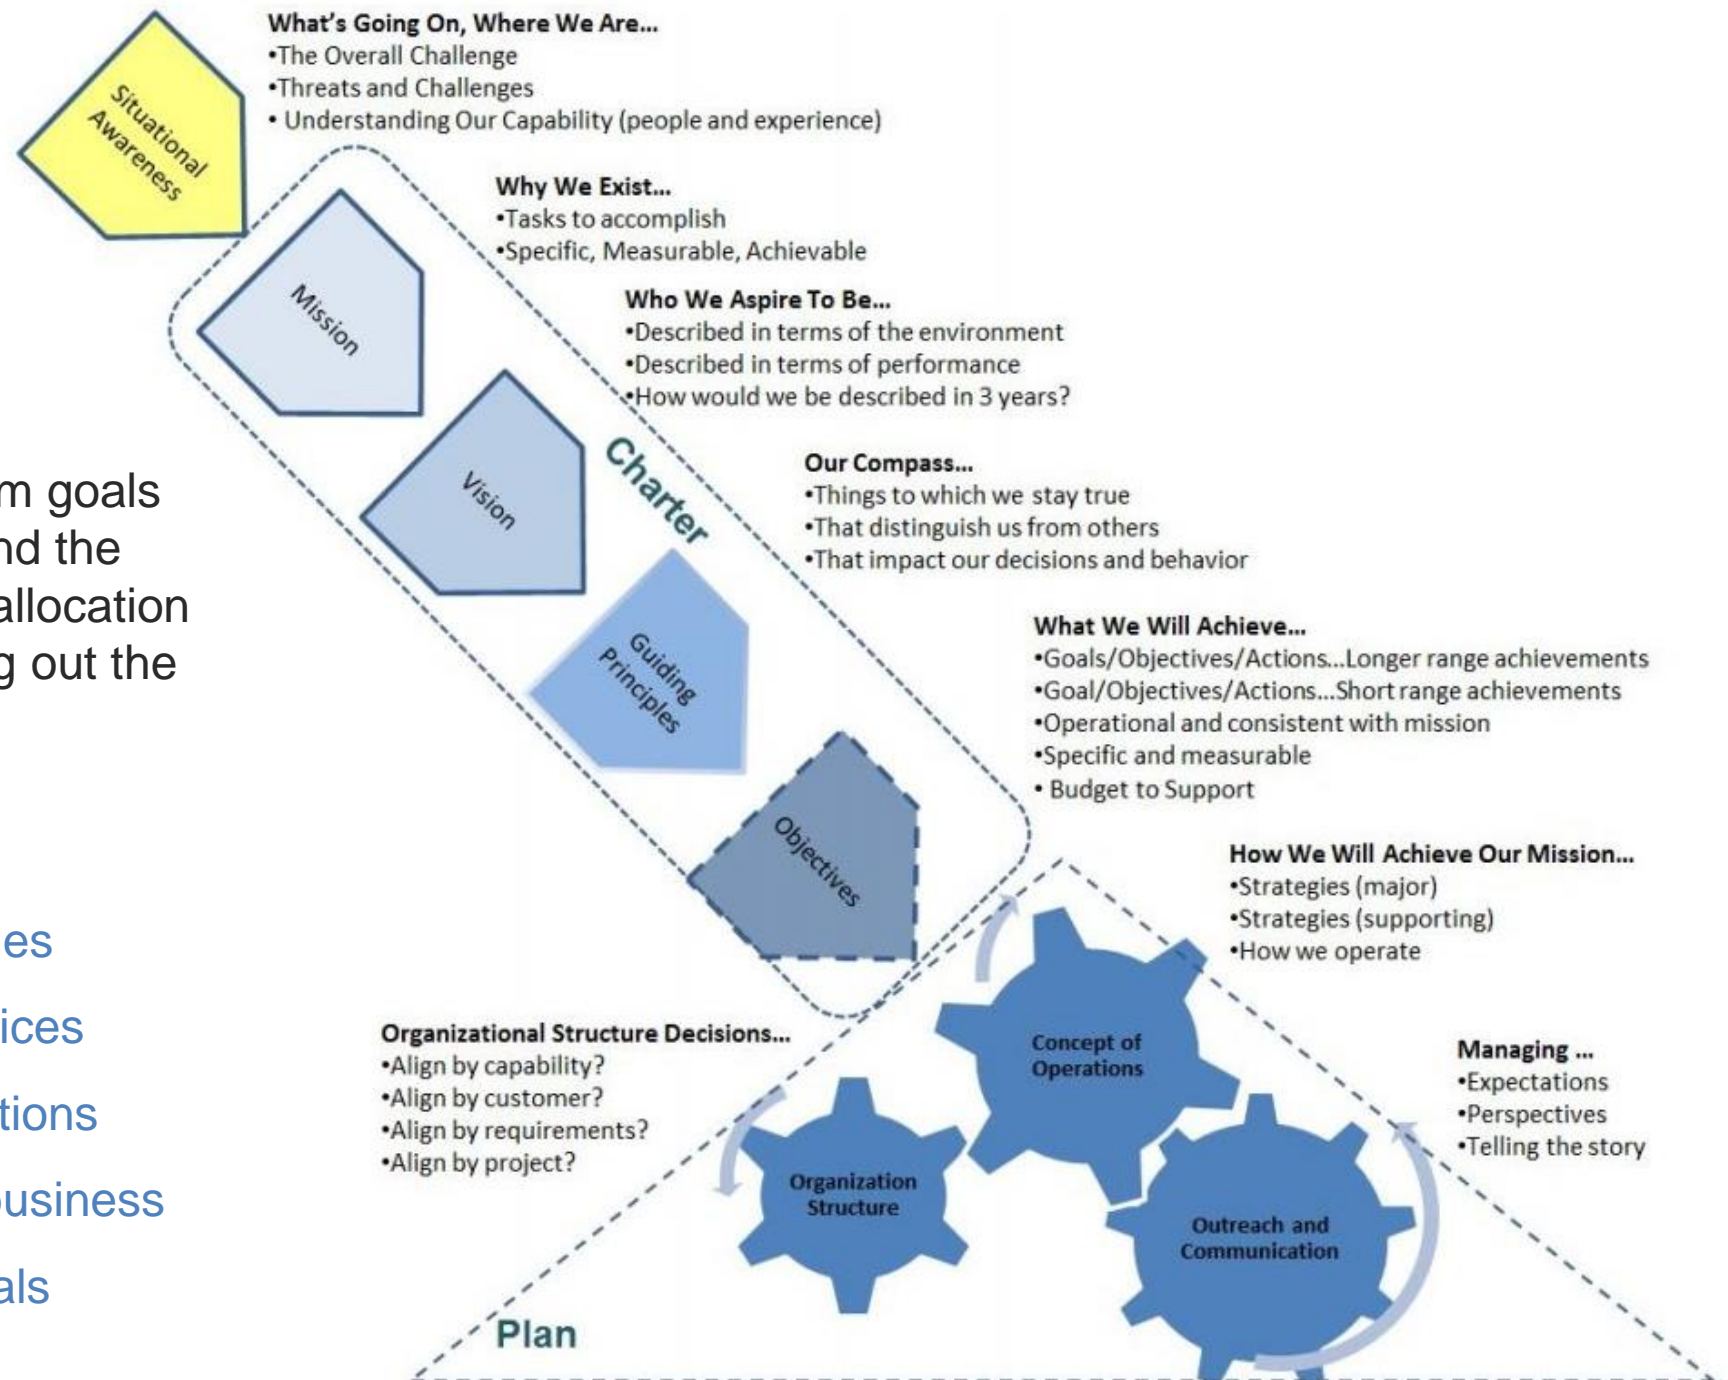 What's Going On, Where We Are...
•The Overall Challenge
•Threats and Challenges
• Understanding Our Capability (people and experience)
Situational
Awareness
Why We Exist...
•Tasks to accomplish
•Specific, Measurable, Achievable
Mission
Who We Aspire To Be...
•Described in terms of the environment
•Described in terms of performance
•How would we be described in 3 years?
Vision
Charter
Our Compass...
•Things to which we stay true
•That distinguish us from others
•That impact our decisions and behavior
Guiding
Principles
m goals
nd the
allocation
g out the
What We Will Achieve...
•Goals/Objectives/Actions...Longer range achievements
•Goal/Objectives/Actions...Short range achievements
•Operational and consistent with mission
•Specific and measurable
• Budget to Support
Objectives
How We Will Achieve Our Mission...
•Strategies (major)
•Strategies (supporting)
•How we operate
es
ices
tions
business
als
Organizational Structure Decisions...
•Align by capability?
•Align by customer?
•Align by requirements?
•Align by project?
Concept of
Operations
Managing ...
•Expectations
•Perspectives
•Telling the story
Organization
Structure
Outreach and
Communication
Plan